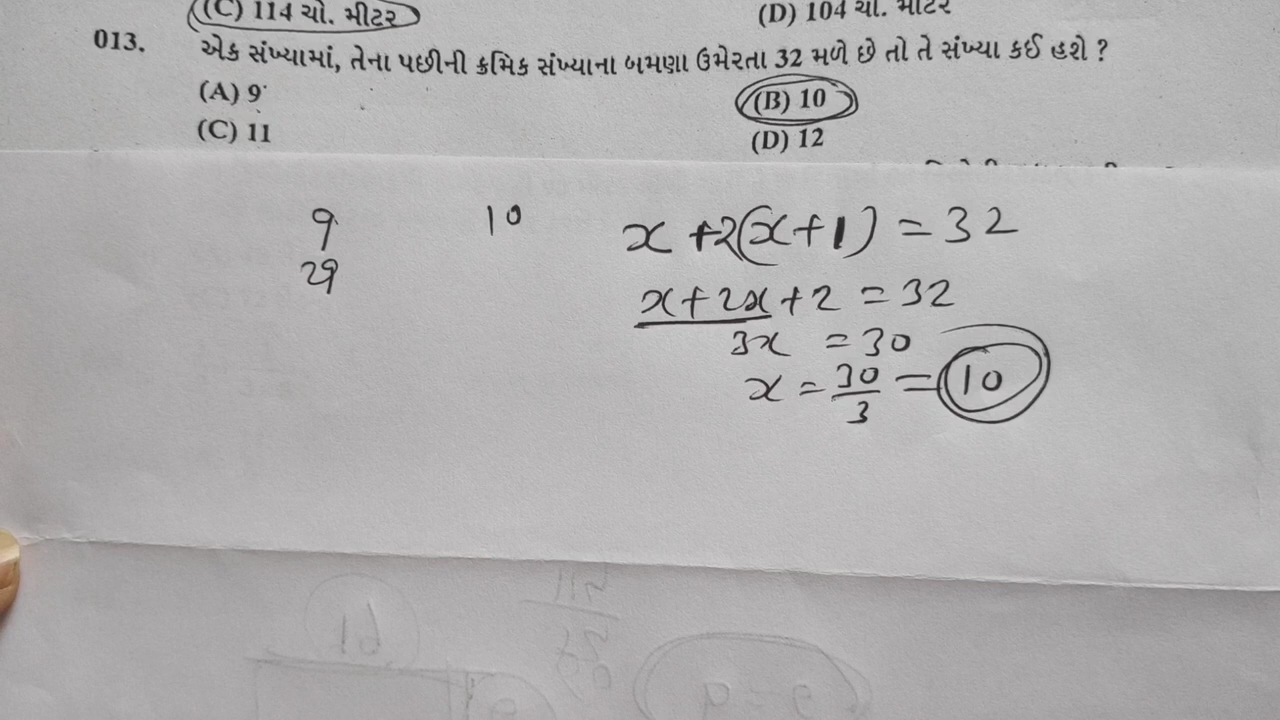 (C) 114 ચો. મીટર (D) 104 ચો. મીટર
013. એક સંખ્યામાં, તેના પછીની ક્રમિક સંખ્યાના બમણા ઉમેરતા 32 મળે છે તો તે સંખ્યા કઈ હશે ?
(A) 9 (B) 10
(C) 11 (D) 12
9 10 x + 2(x + 1) = 32
29 x + 2x + 2 = 32
3x = 30
x = 30/3 = 10